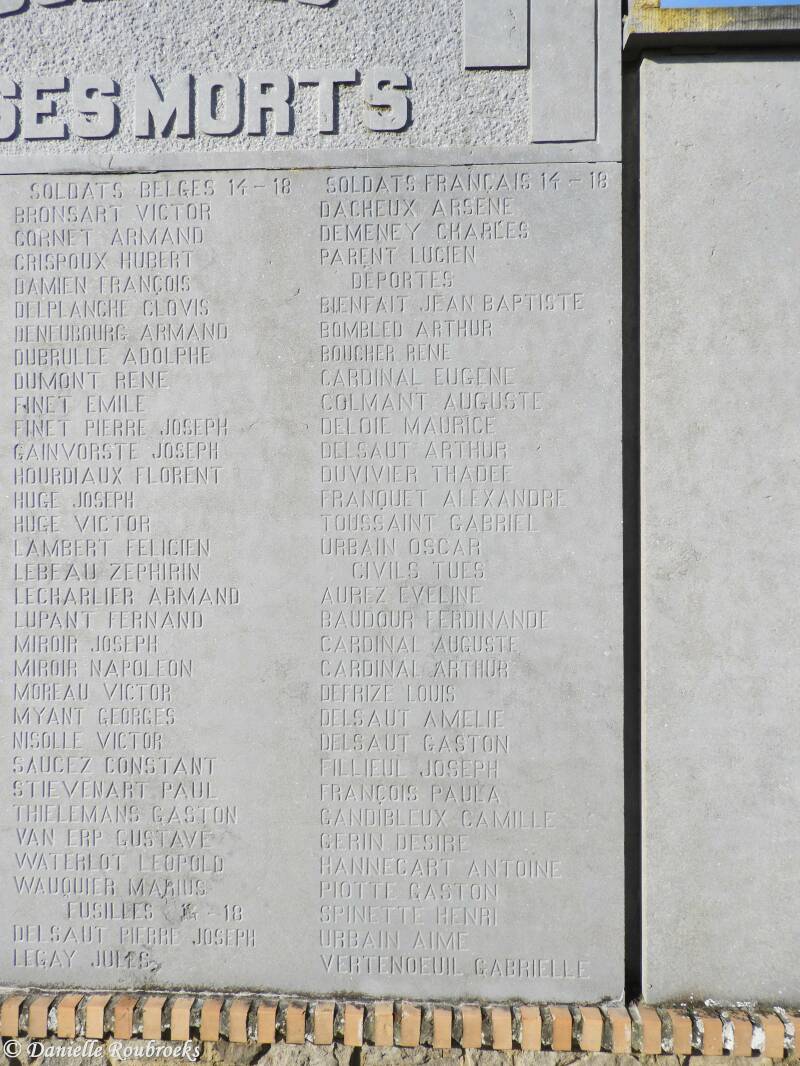 SES MORTS
SOLDATS BELGES 14-18
BRONSART VICTOR
CORNET ARMAND
CRISPOUX HUBERT
DAMIEN FRANÇOIS
DELPLANCHE CLOVIS
DENEUBOURG ARMAND
DUBRULLE ADOLPHE
DUMONT RENE
FINET EMILE
FINET PIERRE JOSEPH
GAINVORSTE JOSEPH
HOURDIAUX FLORENT
HUGE JOSEPH
HUGE VICTOR
LAMBERT FELICIEN
LEBEAU ZEPHIRIN
LECHARLIER ARMAND
LUPANT FERNAND
MIROIR JOSEPH
MIROIR NAPOLEON
MOREAU VICTOR
MYANT GEORGES
NISOLLE VICTOR
SAUCEZ CONSTANT
STIEVENART PAUL
THIELEMANS GASTON
VAN ERP GUSTAVE
WATERLOT LEOPOLD
WAUQUIER MARIUS
FUSILLES 14-18
DELSAUT PIERRE JOSEPH
LEGAY JULES
SOLDATS FRANÇAIS 14-18
DACHEUX ARSENE
DEMENEY CHARLES
PARENT LUCIEN
DEPORTES
BIENFAIT JEAN BAPTISTE
BOMBLED ARTHUR
BOUCHER RENE
CARDINAL EUGENE
COLMANT AUGUSTE
DELOIE MAURICE
DELSAUT ARTHUR
DUVIVIER THADEE
FRANQUET ALEXANDRE
TOUSSAINT GABRIEL
URBAIN OSCAR
CIVILS TUES
AUREZ EVELINE
BAUDOUR FERDINANDE
CARDINAL AUGUSTE
CARDINAL ARTHUR
DEFRIZE LOUIS
DELSAUT AMELIE
DELSAUT GASTON
FILLIEUL JOSEPH
FRANÇOIS PAULA
GANDIBLEUX CAMILLE
GERIN DESIRE
HANNECART ANTOINE
PIOTTE GASTON
SPINETTE HENRI
URBAIN AIME
VERTENOEUIL GABRIELLE
© Danielle Roubroeks